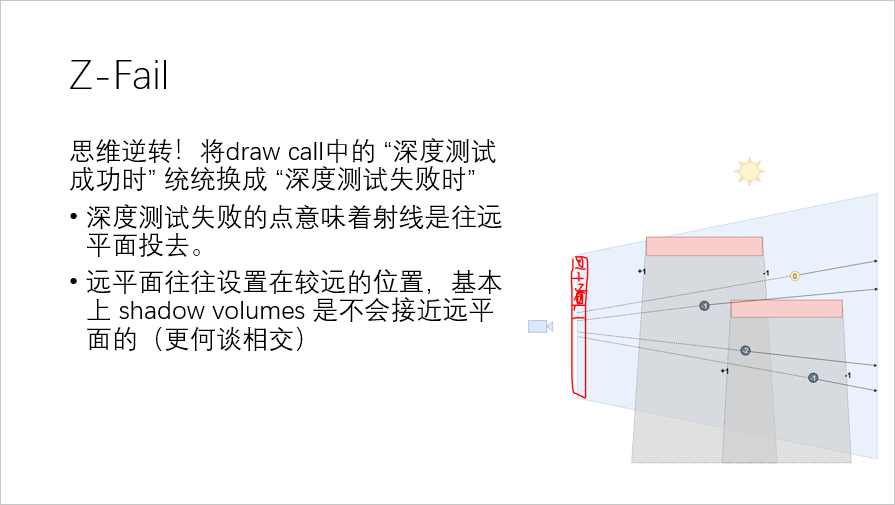 Z-Fail
思维逆转！将draw call中的 “深度测试
成功时” 统统换成 “深度测试失败时”
• 深度测试失败的点意味着射线是往远
平面投去。
• 远平面往往设置在较远的位置，基本
上 shadow volumes 是不会接近远平
面的（更何谈相交）
+1
-1
0
-1
-2
+1
-1
-1